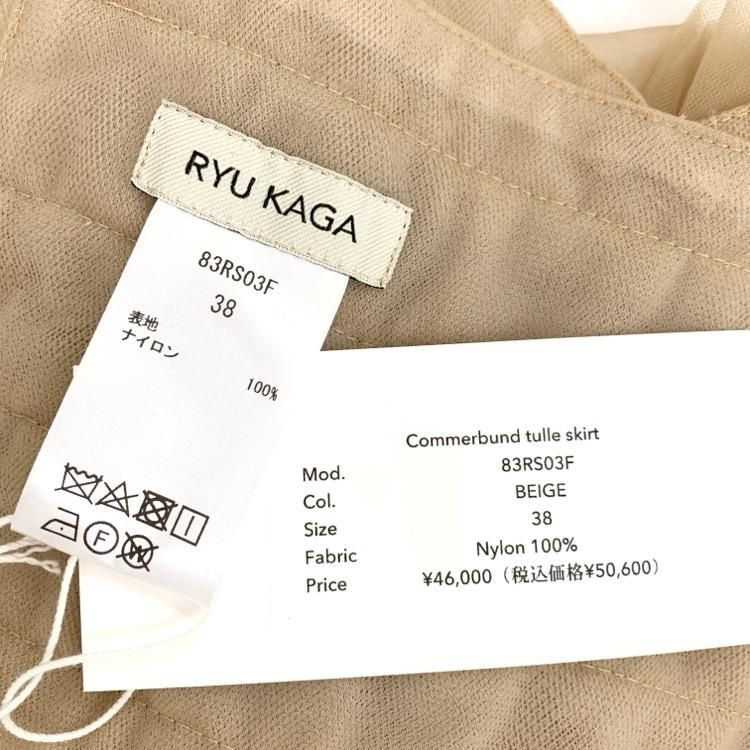 RYU KAGA
83RS03F
38
表地
ナイロン
100%
F
W
Commerbund tulle skirt
Mod. 83RS03F
Col. BEIGE
Size 38
Fabric Nylon 100%
Price ¥46,000（税込価格¥50,600）